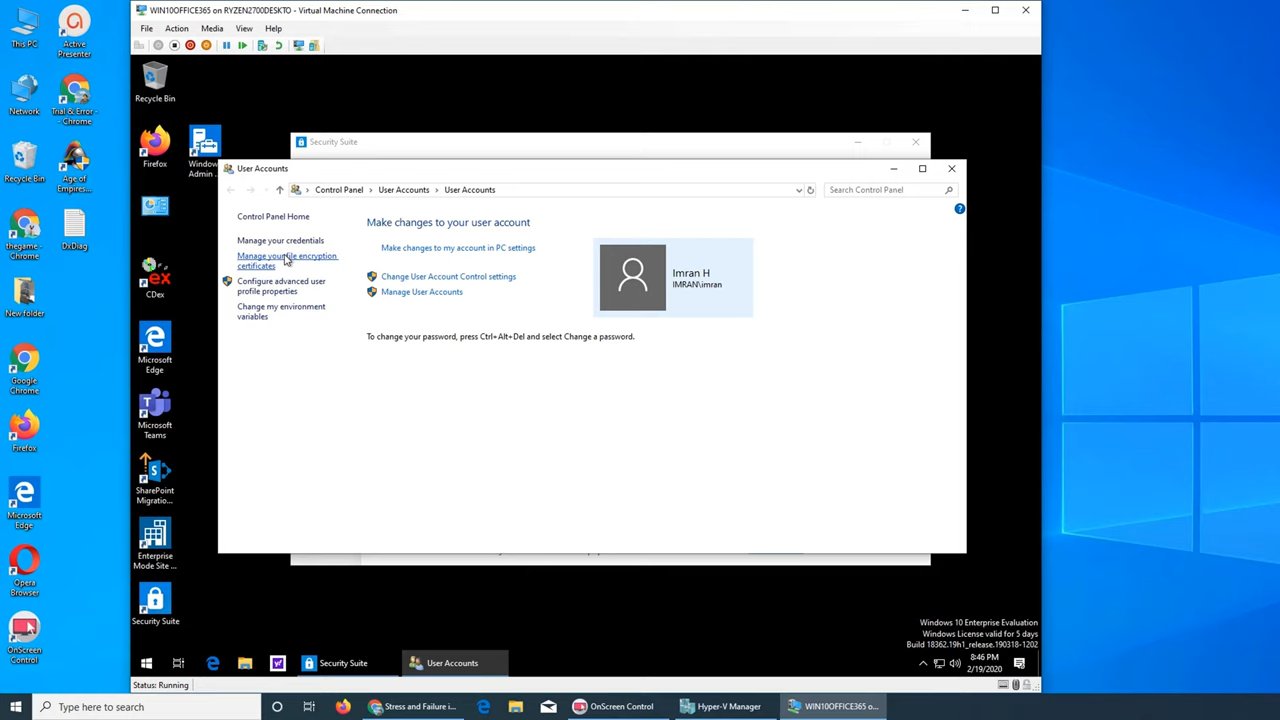 WIN10OFFICE365 on RYZEN2700DESKTO - Virtual Machine Connection
File Action Media View Help
This PC
Active
Presenter
Network
Trial & Error -
Chrome
Recycle Bin
Age of
Empires...
thegame -
Chrome
DxDiag
New folder
Google
Chrome
Firefox
Microsoft
Edge
Opera
Browser
OnScreen
Control
Recycle Bin
Firefox
Window...
Admin ...
CDex
Microsoft
Edge
Microsoft
Teams
SharePoint
Migratio...
Enterprise
Mode Site ...
Security Suite
Security Suite
User Accounts
Control Panel User Accounts User Accounts
Search Control Panel
Control Panel Home
Manage your credentials
Manage your file encryption
certificates
Configure advanced user
profile properties
Change my environment
variables
Make changes to your user account
Make changes to my account in PC settings
Change User Account Control settings
Manage User Accounts
Imran H
IMRAN\imran
To change your password, press Ctrl+Alt+Del and select Change a password.
Windows 10 Enterprise Evaluation
Windows License valid for 5 days
Build 18362.19h1_release.190318-1202
Security Suite
User Accounts
8:46 PM
2/19/2020
Status: Running
Type here to search
Stress and Failure i...
OnScreen Control
Hyper-V Manager
WIN10OFFICE365 o...